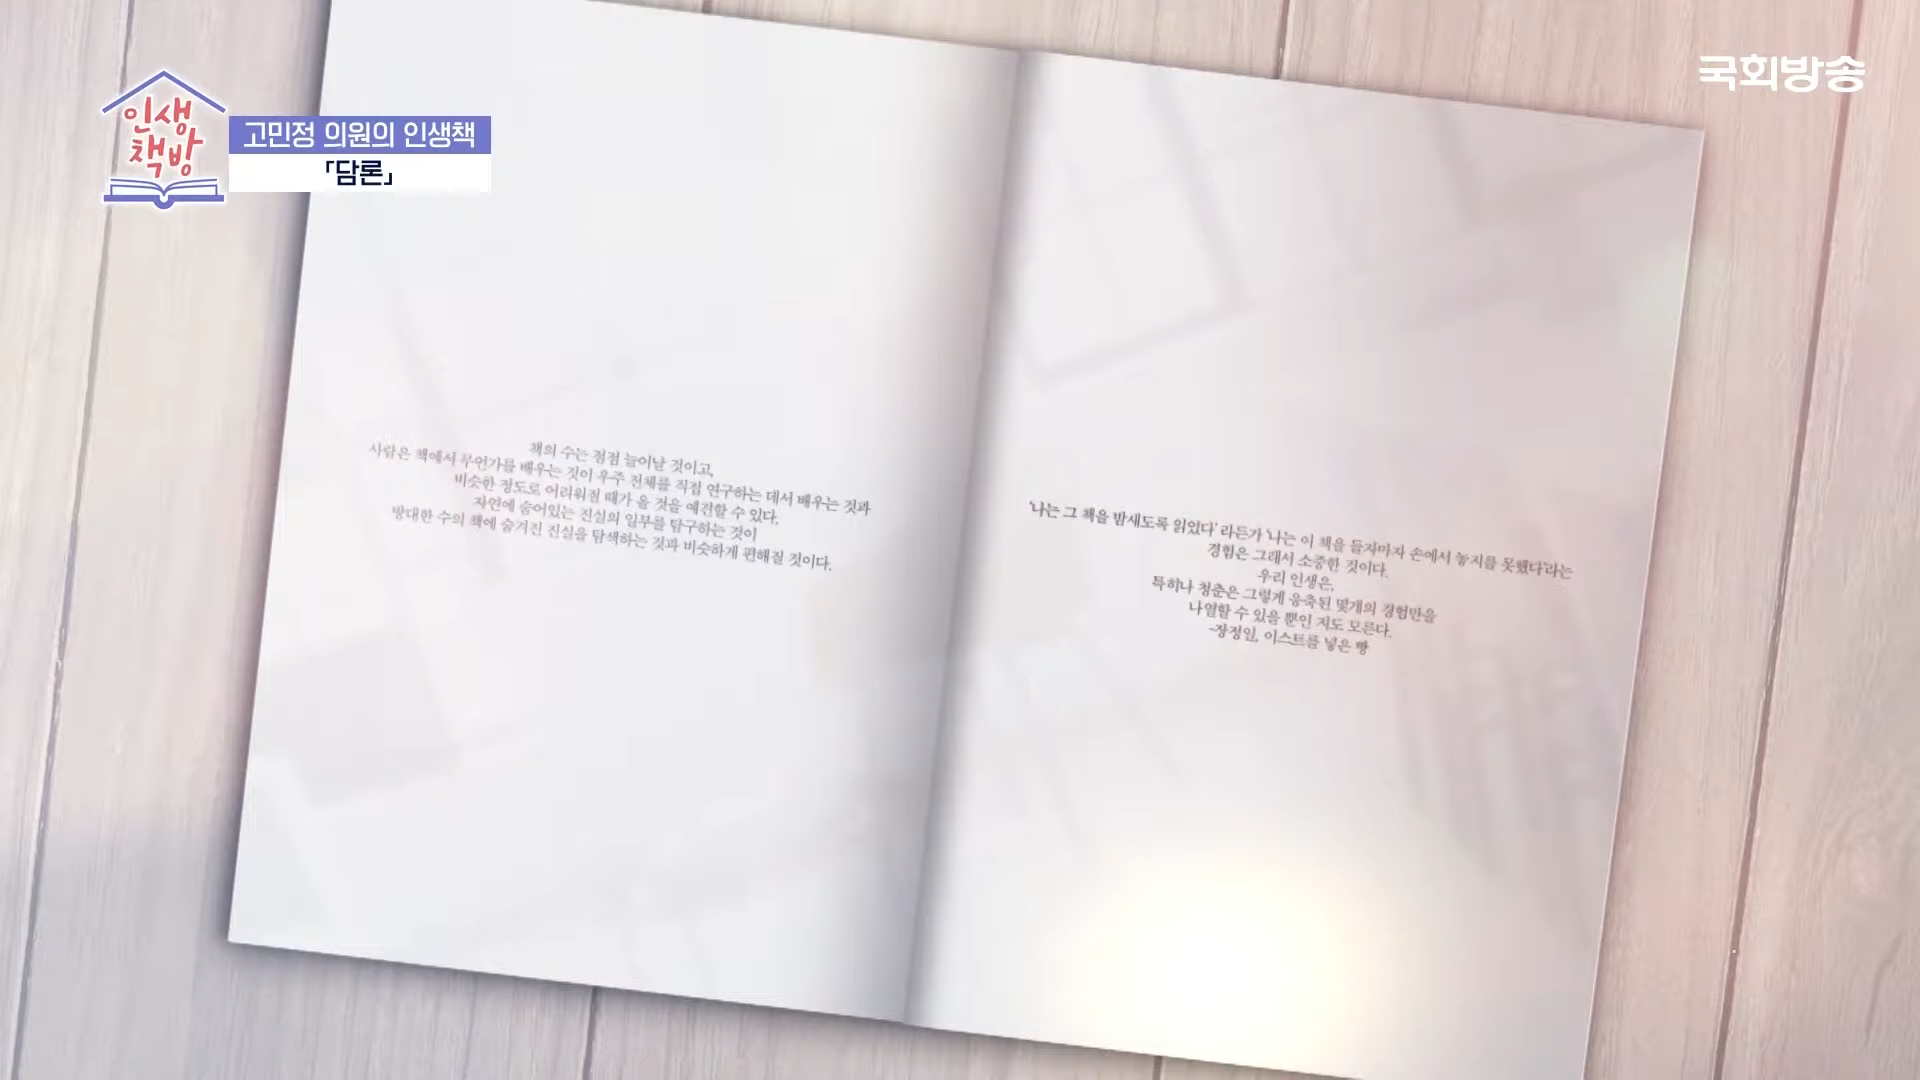 인생
책방
고민정 의원의 인생책
「담론」
국회방송
책의 수는 점점 늘어날 것이고,
사람은 책에서 무언가를 배우는 것이 우주 전체를 직접 연구하는 데서 배우는 것과
비슷한 정도로 어려워질 때가 올 것을 예견할 수 있다.
자연에 숨어있는 진실의 일부를 탐구하는 것이
방대한 수의 책에 숨겨진 진실을 탐색하는 것과 비슷하게 편해질 것이다.
'나는 그 책을 밤새도록 읽었다' 라든가 '나는 이 책을 들자마자 손에서 놓지를 못했다'라는
경험은 그래서 소중한 것이다.
우리 인생은,
특히나 청춘은 그렇게 응축된 몇개의 경험만을
나열할 수 있을 뿐인 지도 모른다.
-장정일, 이스트를 넣은 빵